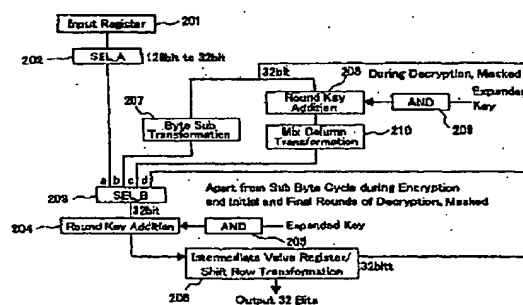 Input Register
201
202
SEL_A
128bit to 32bit
32bit
208
During Decryption, Masked
207
Round Key Addition
AND
Expanded Key
209
Byte Sub Transformation
Mix Column Transformation
210
a b c d
203
SEL_B
Apart from Sub Byte Cycle during Encryption and Initial and Final Rounds of Decryption, Masked
32bit
204
Round Key Addition
AND
Expanded Key
205
Intermediate Value Register/ Shift Row Transformation
32bits
206
Output 32 Bits